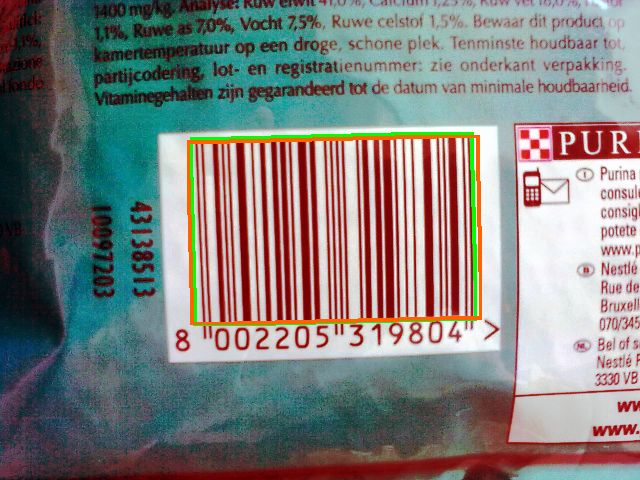 1400 mg/kg. Analyse: Ruw eiwit 41,0%, Calcium 1,25%, Ruw vet
1,1%, Ruwe as 7,0%, Vocht 7,5%, Ruwe celstof 1,5%. Bewaar dit product op
kamertemperatuur op een droge, schone plek. Tenminste houdbaar tot,
partijcodering, lot- en registratienummer: zie onderkant verpakking.
Vitaminegehalten zijn gegarandeerd tot de datum van minimale houdbaarheid.
43138513
10097203
8 "002205"319804" >
PURI
I Purina
consul
consigl
potete
www.p
B Nestlé
Rue de
Bruxell
070/345
NL Bel of s
Nestlé P
3330 VB
ww
www.